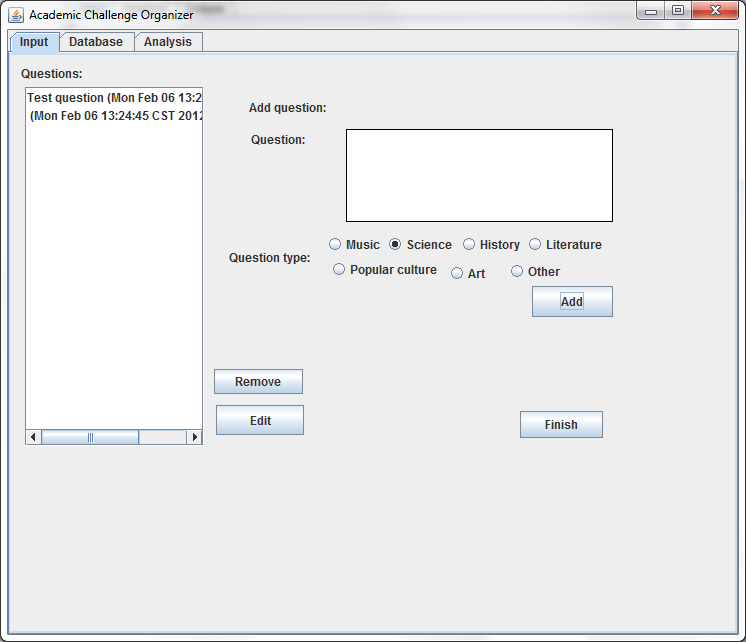 Academic Challenge Organizer
Input Database Analysis
Questions:
Test question (Mon Feb 06 13:2
(Mon Feb 06 13:24:45 CST 2012
Add question:
Question:
Question type:
Music Science History Literature
Popular culture Art Other
Add
Remove
Edit
Finish